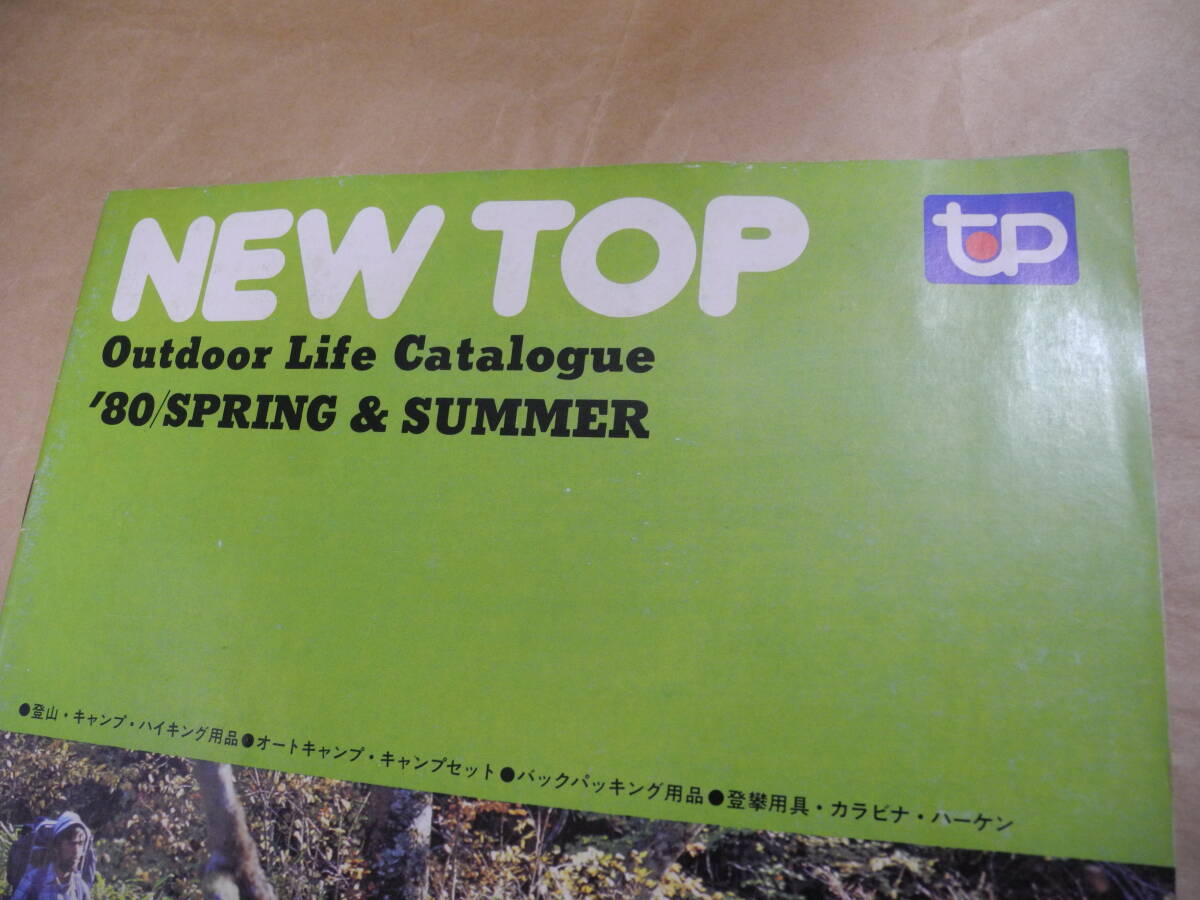 NEW TOP
top
Outdoor Life Catalogue
'80/SPRING & SUMMER
●登山・キャンプ・ハイキング用品●オートキャンプ・キャンプセット●バックパッキング用品●登攀用具・カラビナ・ハーケン